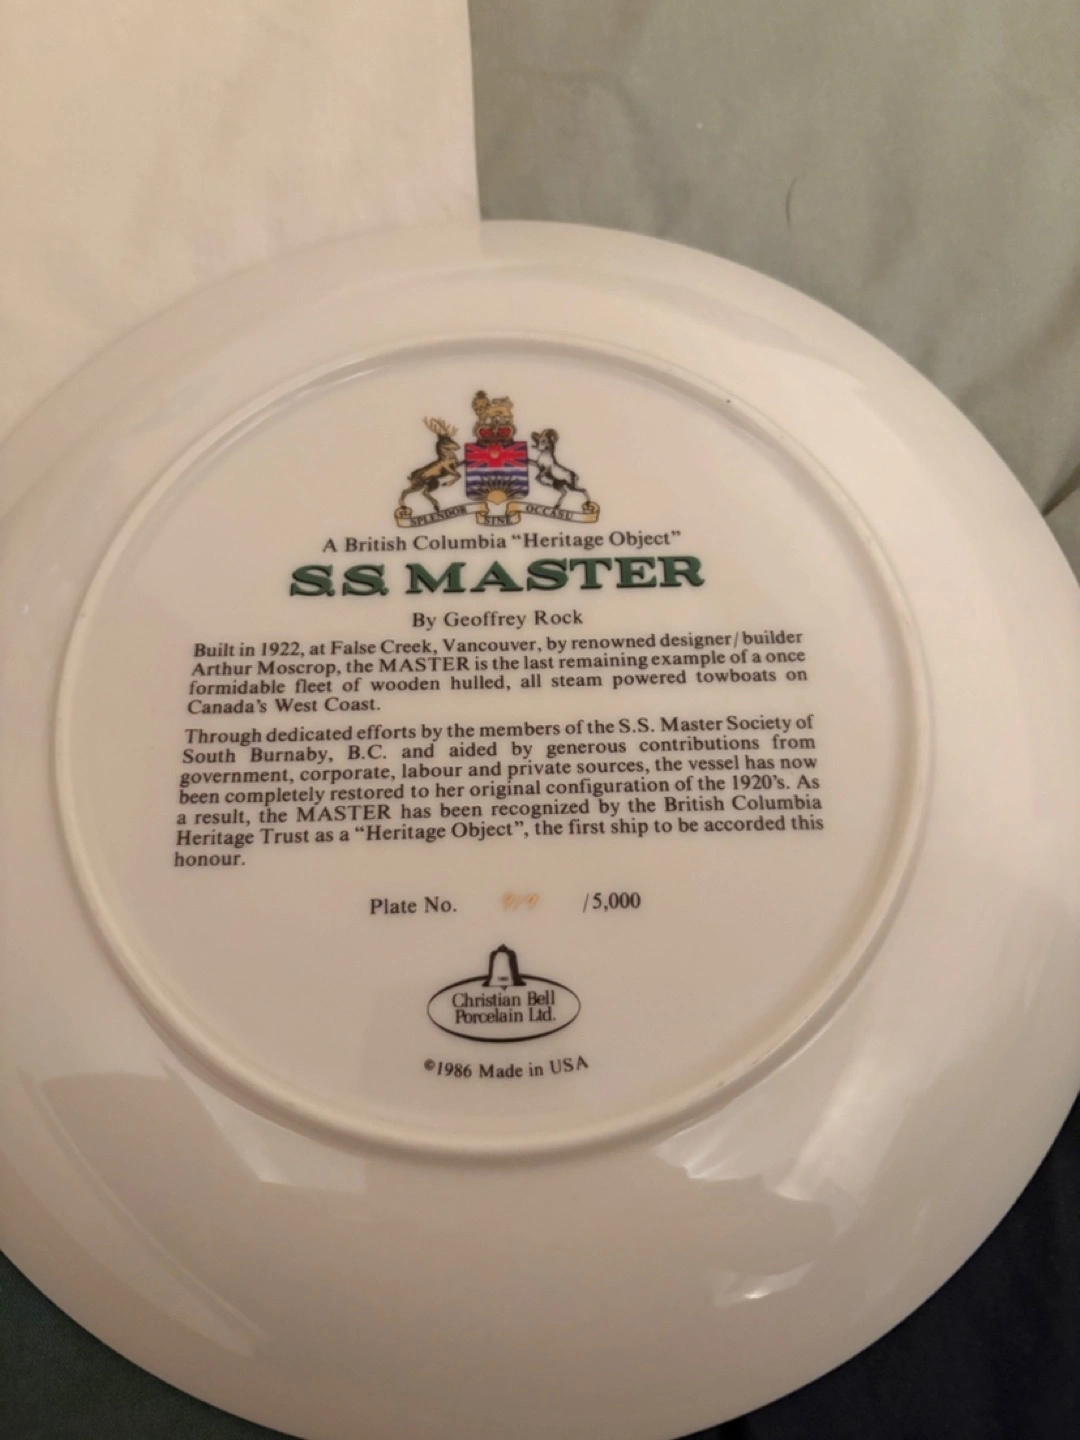 SPLENDOR SINE OCCASU
A British Columbia “Heritage Object”
S.S. MASTER
By Geoffrey Rock
Built in 1922, at False Creek, Vancouver, by renowned designer/builder
Arthur Moscrop, the MASTER is the last remaining example of a once
formidable fleet of wooden hulled, all steam powered towboats on
Canada's West Coast.
Through dedicated efforts by the members of the S.S. Master Society of
South Burnaby, B.C. and aided by generous contributions from
government, corporate, labour and private sources, the vessel has now
been completely restored to her original configuration of the 1920's. As
a result, the MASTER has been recognized by the British Columbia
Heritage Trust as a “Heritage Object”, the first ship to be accorded this
honour.
Plate No. /5,000
Christian Bell
Porcelain Ltd.
©1986 Made in USA